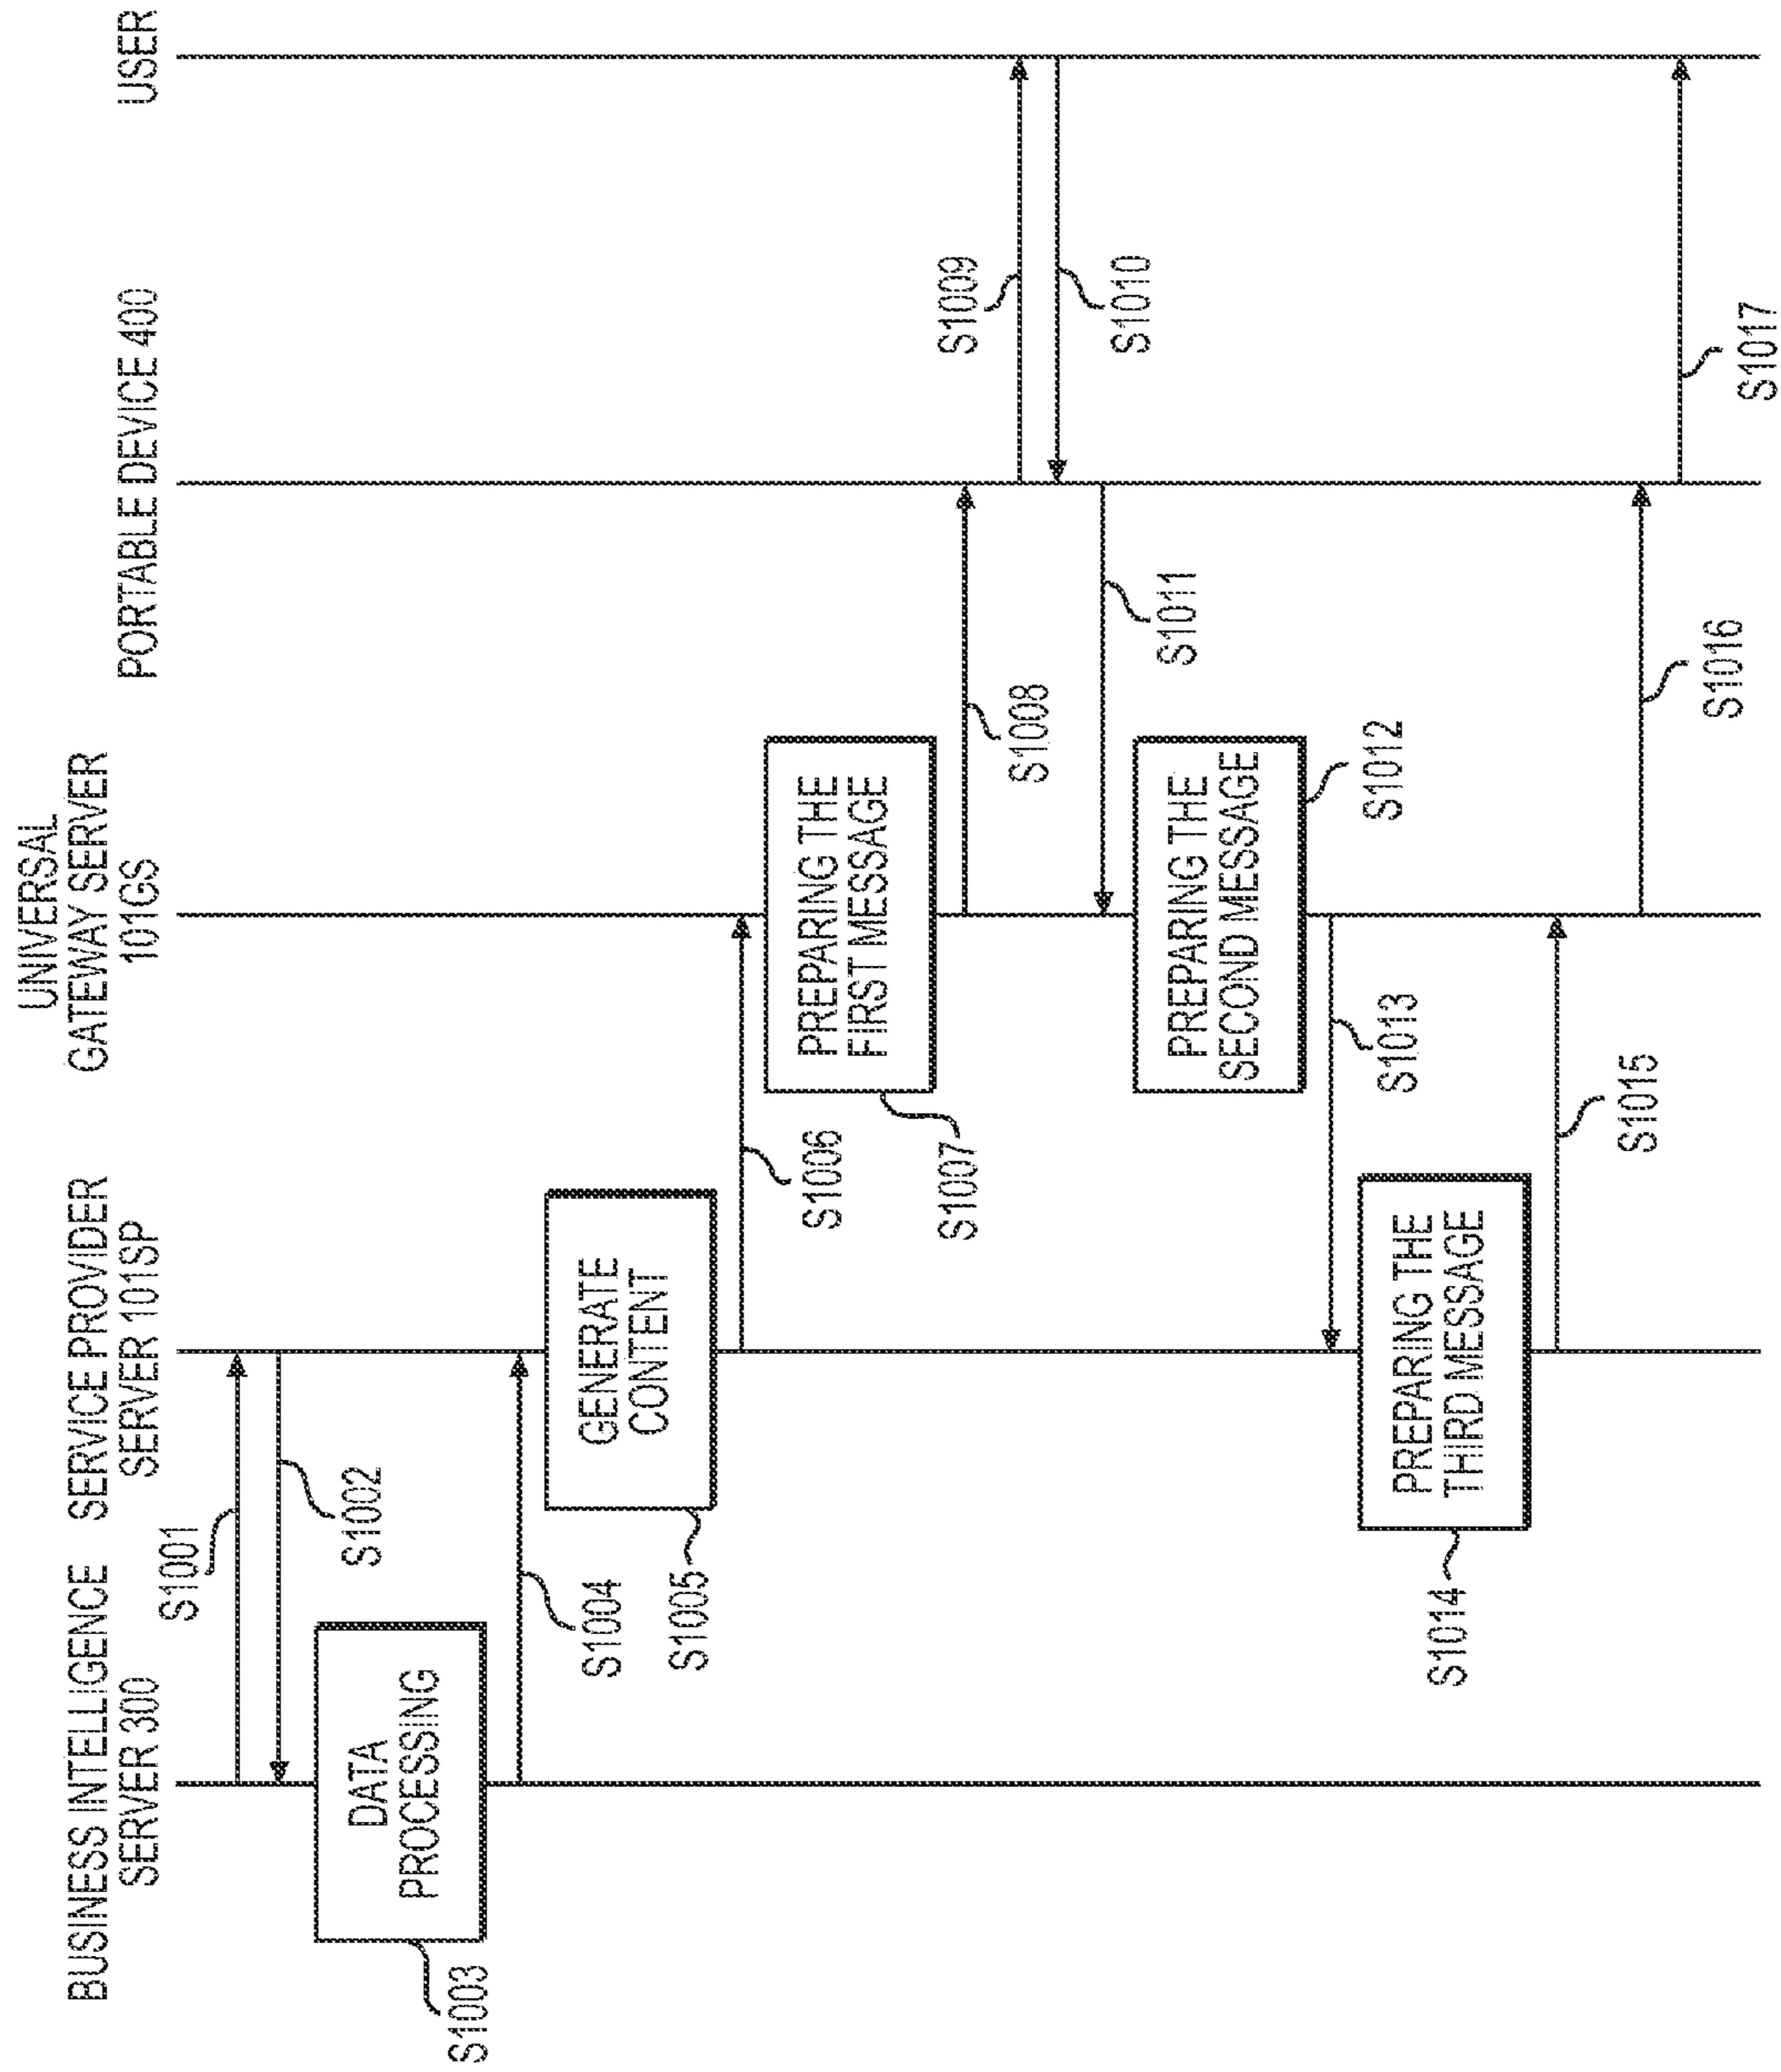 BUSINESS INTELLIGENCE
SERVER 300
SERVICE PROVIDER
SERVER 101SP
UNIVERSAL
GATEWAY SERVER
101GS
PORTABLE DEVICE 400
USER
S1001
S1002
DATA
PROCESSING
S1003
S1004
GENERATE
CONTENT
S1005
S1006
PREPARING THE
FIRST MESSAGE
S1007
S1008
S1009
S1010
S1011
PREPARING THE
SECOND MESSAGE
S1012
S1013
PREPARING THE
THIRD MESSAGE
S1014
S1015
S1016
S1017